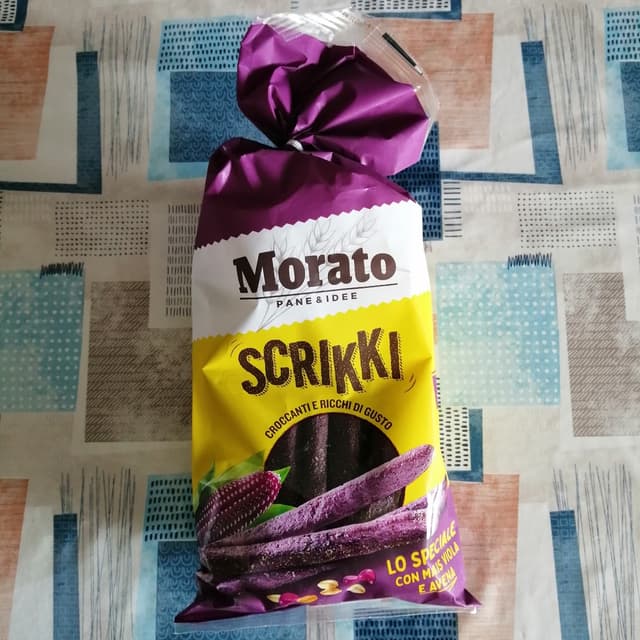 Morato
PANE & IDEE
SCRIKKI
CROCCANTI E RICCHI DI GUSTO
LO SPECIALE
CON MAIS VIOLA
E AVENA